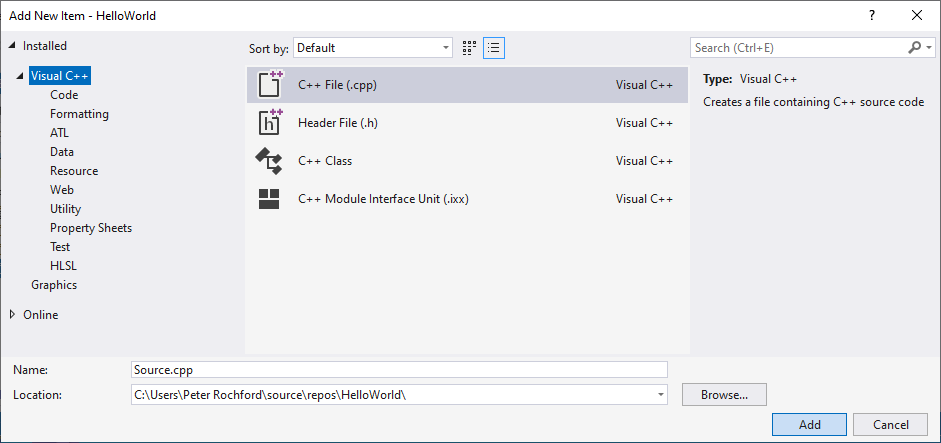 Add New Item - HelloWorld
?
Installed
Sort by: Default
Search (Ctrl+E)
Visual C++
Code
Formatting
ATL
Data
Resource
Web
Utility
Property Sheets
Test
HLSL
Graphics
Online
C++ File (.cpp) Visual C++
Header File (.h) Visual C++
C++ Class Visual C++
C++ Module Interface Unit (.ixx) Visual C++
Type: Visual C++
Creates a file containing C++ source code
Name: Source.cpp
Location: C:\Users\Peter Rochford\source\repos\HelloWorld\
Browse...
Add Cancel